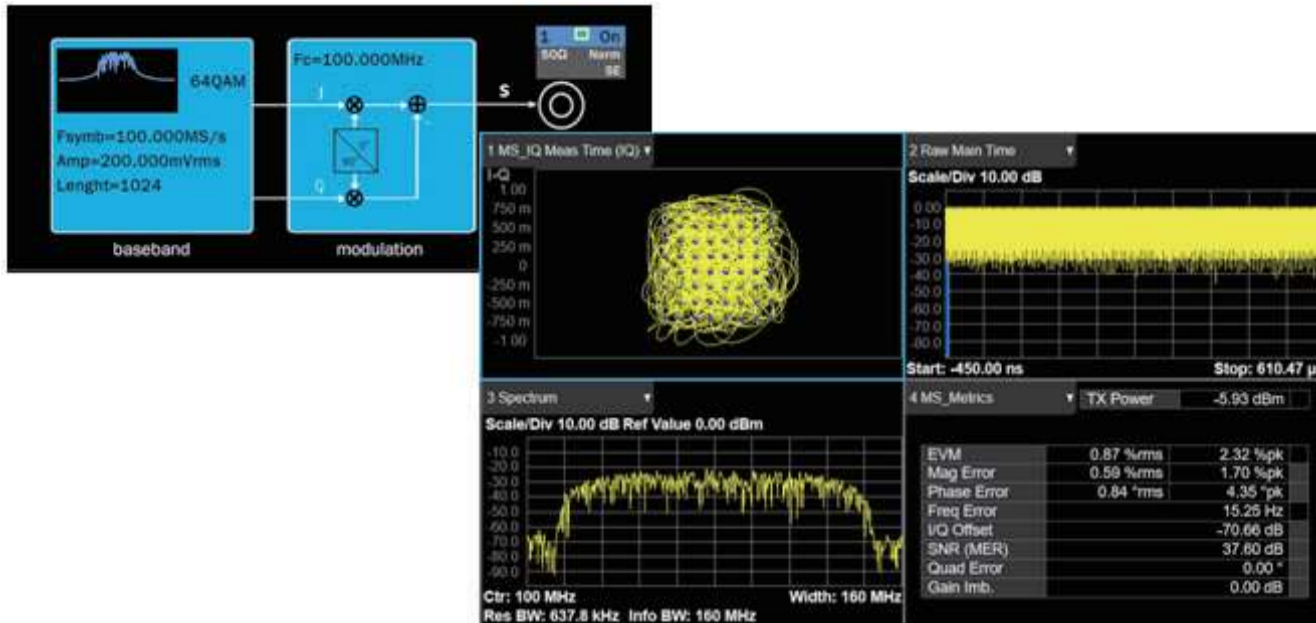 1 On
50Ω Norm
SE
64QAM
Fsymb=100.000MS/s
Amp=200.000mVrms
Lenght=1024
baseband
Fc=100.000MHz
I
0°
90°
Q
modulation
S
1 MS_IQ Meas Time (IQ)
I-Q
1.00
750 m
500 m
250 m
0
-250 m
-500 m
-750 m
-1.00
2 Raw Main Time
Scale/Div 10.00 dB
0.00
-10.0
-20.0
-30.0
-40.0
-50.0
-60.0
-70.0
-80.0
Start: -450.00 ns Stop: 610.47 µ
3 Spectrum
Scale/Div 10.00 dB Ref Value 0.00 dBm
-10.0
-20.0
-30.0
-40.0
-50.0
-60.0
-70.0
-80.0
-90.0
Ctr: 100 MHz Width: 160 MHz
Res BW: 637.8 kHz Info BW: 160 MHz
4 MS_Metrics TX Power -5.93 dBm
EVM 0.87 %rms 2.32 %pk
Mag Error 0.59 %rms 1.70 %pk
Phase Error 0.84 °rms 4.35 °pk
Freq Error 15.25 Hz
I/Q Offset -70.66 dB
SNR (MER) 37.60 dB
Quad Error 0.00 °
Gain Imb. 0.00 dB